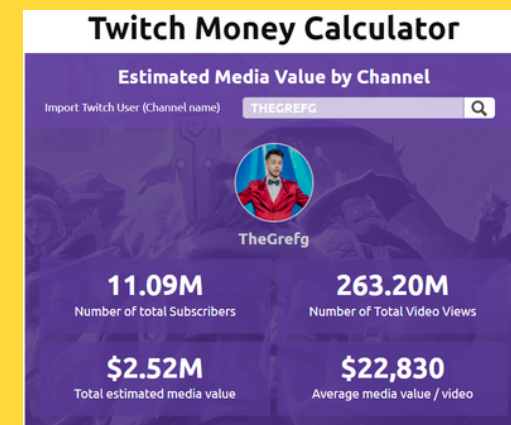 Twitch Money Calculator
Estimated Media Value by Channel
Import Twitch User (Channel name) THEGREFG
TheGrefg
11.09M 263.20M
Number of total Subscribers Number of Total Video Views
$2.52M $22,830
Total estimated media value Average media value / video